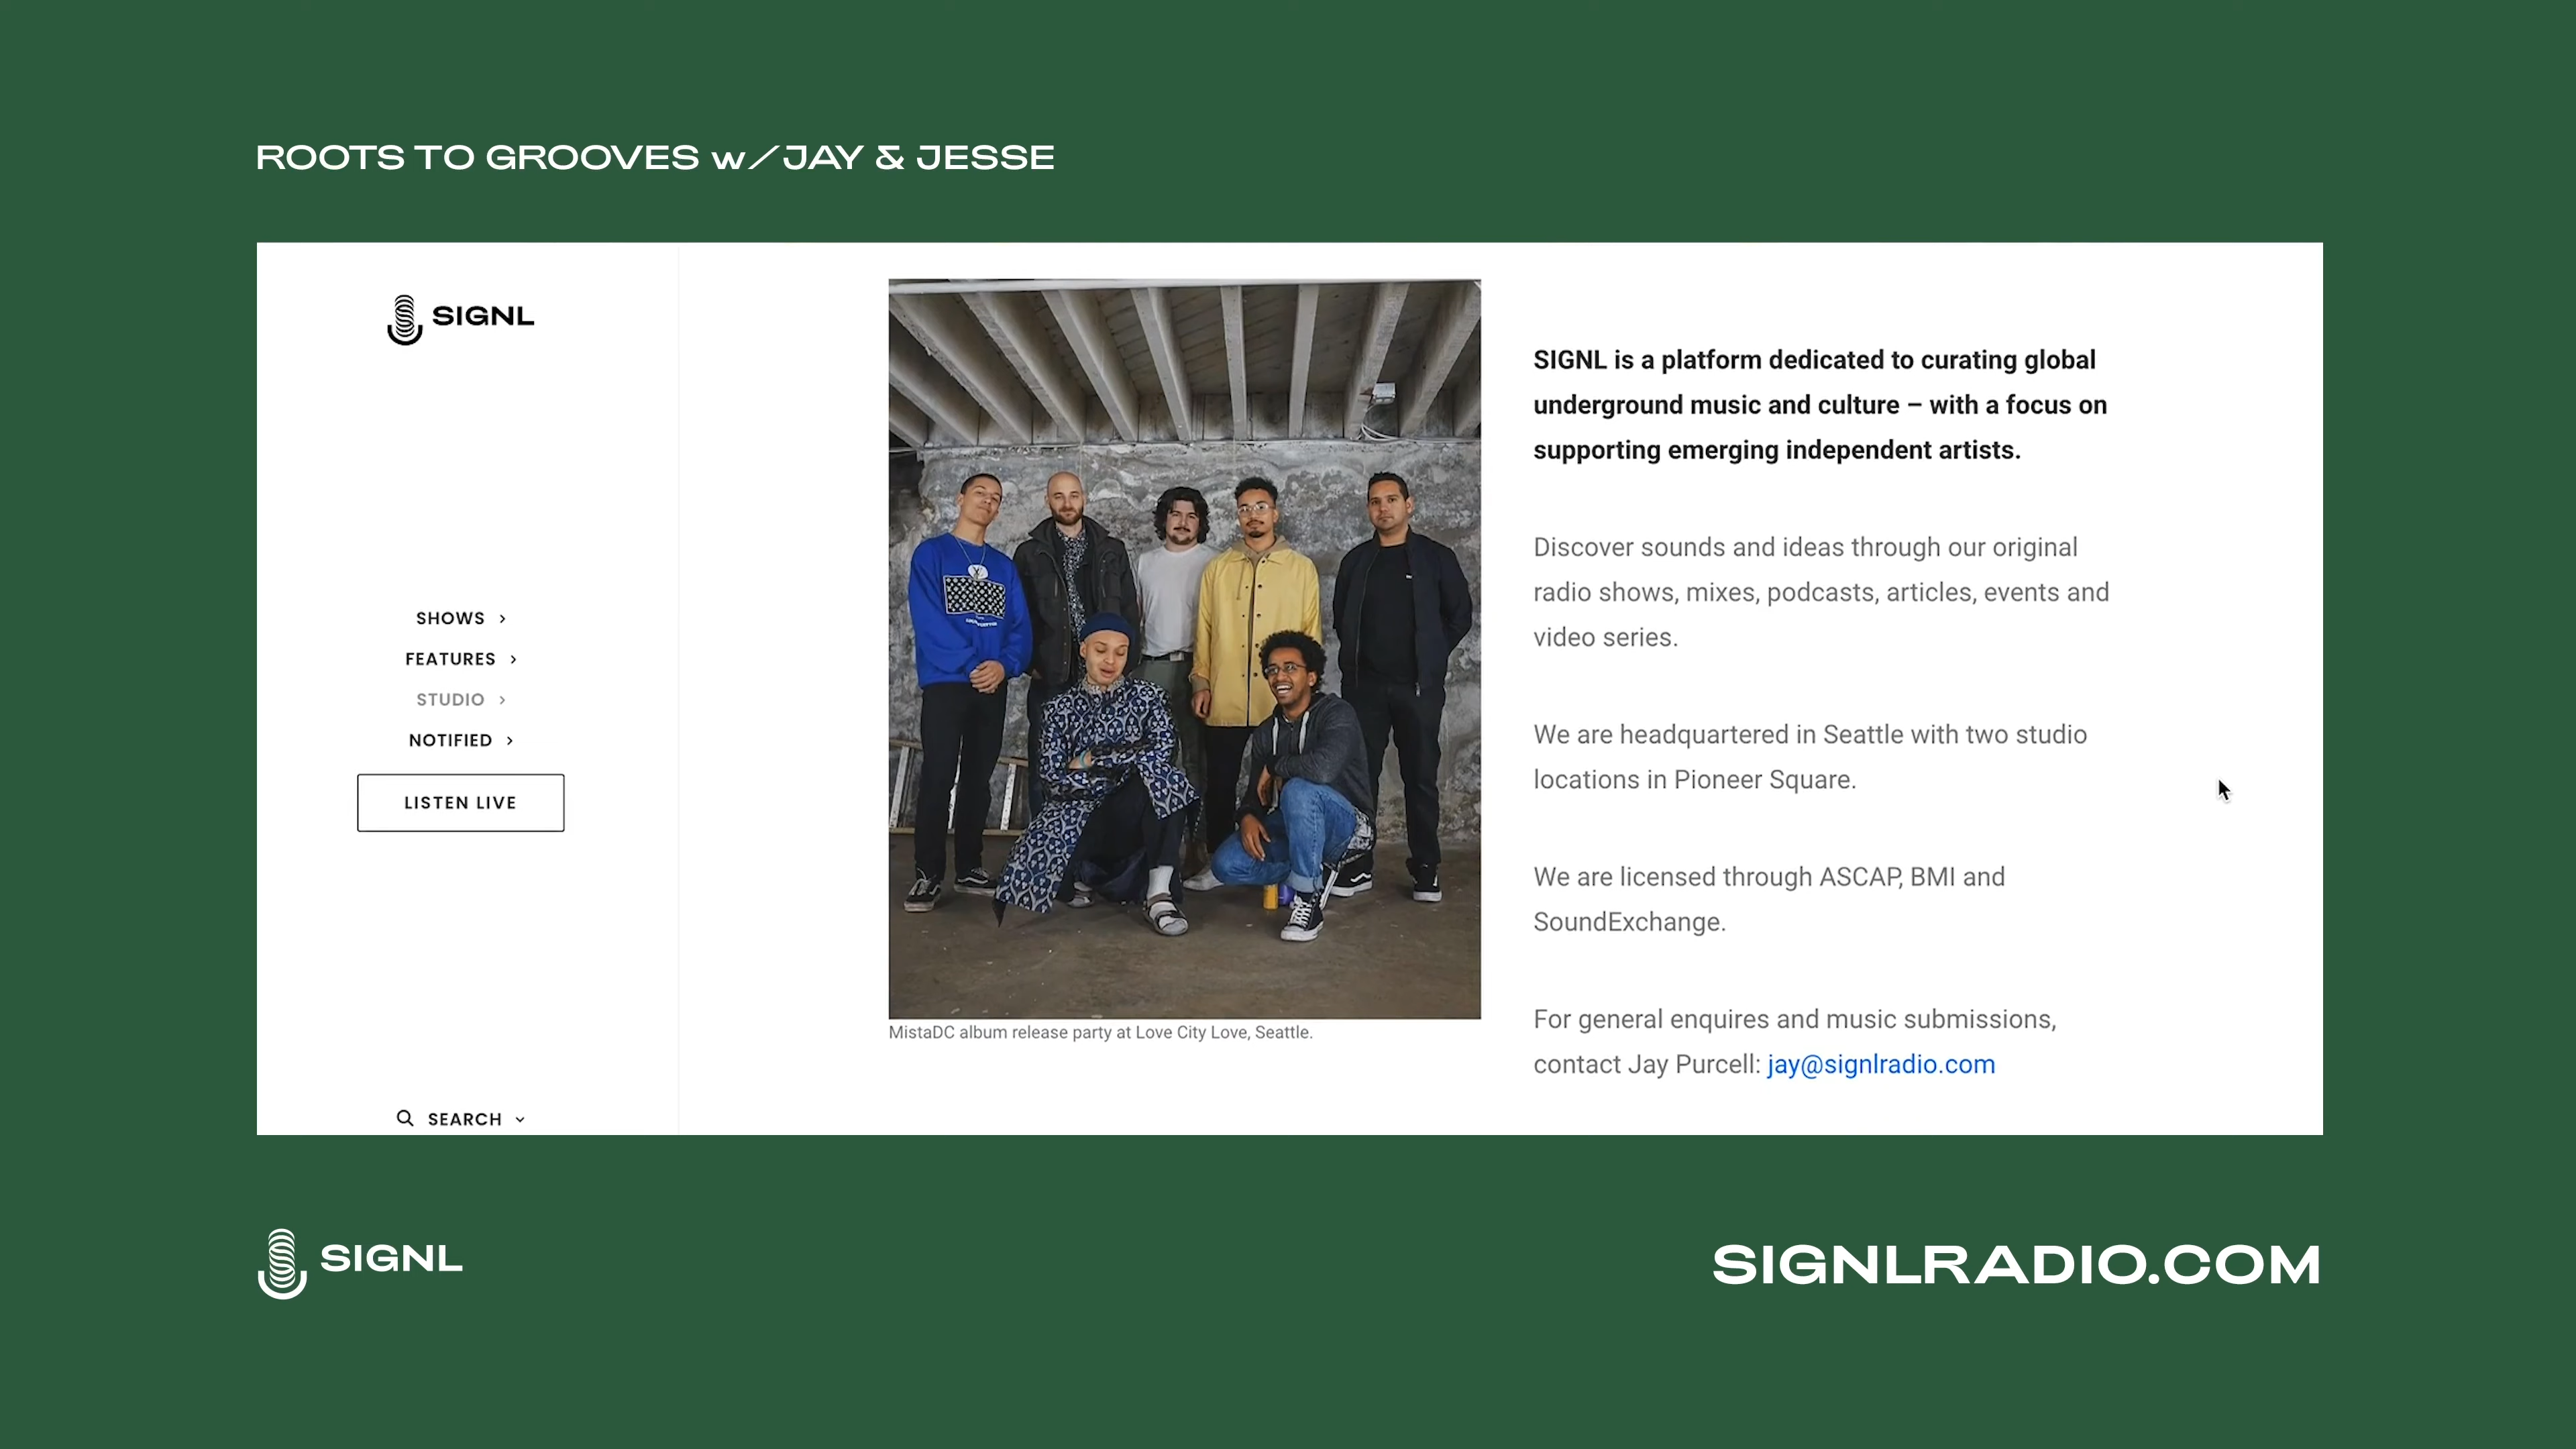 ROOTS TO GROOVES w/JAY & JESSE
SIGNL
SHOWS
FEATURES
STUDIO
NOTIFIED
LISTEN LIVE
SEARCH
MistaDC album release party at Love City Love, Seattle.
SIGNL is a platform dedicated to curating global
underground music and culture – with a focus on
supporting emerging independent artists.
Discover sounds and ideas through our original
radio shows, mixes, podcasts, articles, events and
video series.
We are headquartered in Seattle with two studio
locations in Pioneer Square.
We are licensed through ASCAP, BMI and
SoundExchange.
For general enquires and music submissions,
contact Jay Purcell: jay@signlradio.com
SIGNL
SIGNLRADIO.COM